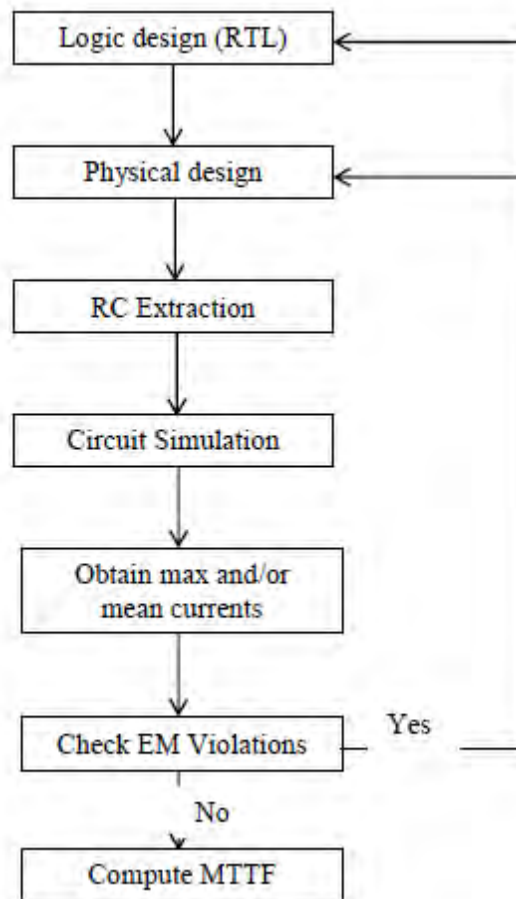 Logic design (RTL)
Physical design
RC Extraction
Circuit Simulation
Obtain max and/or
mean currents
Check EM Violations
Yes
No
Compute MTTF